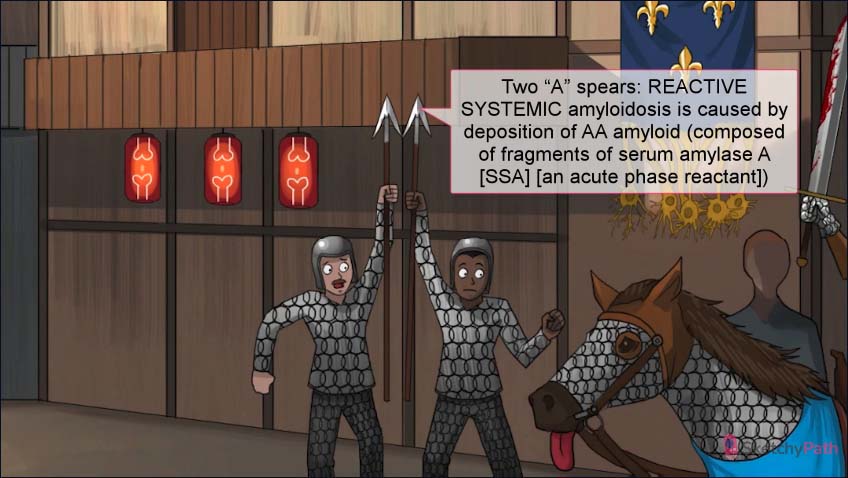 Two “A” spears: REACTIVE
SYSTEMIC amyloidosis is caused by
deposition of AA amyloid (composed
of fragments of serum amylase A
[SSA] [an acute phase reactant])
SketchyPath